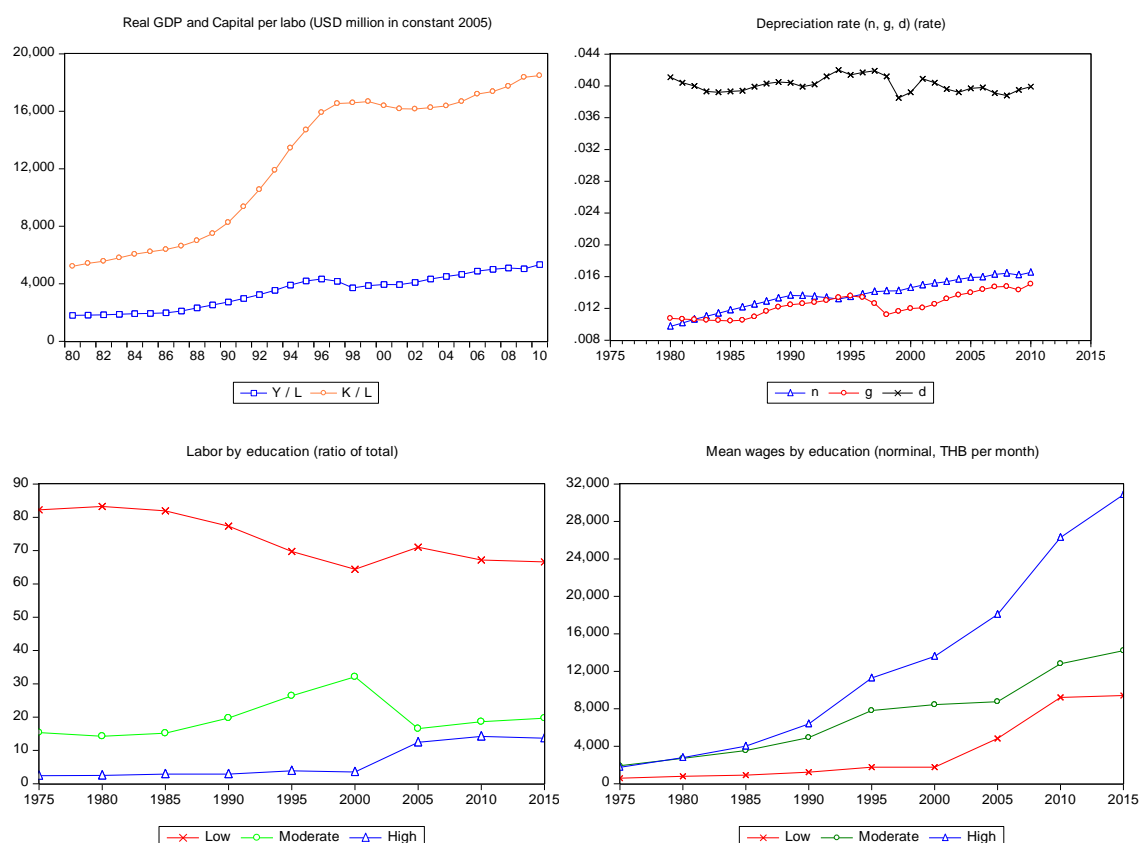 Real GDP and Capital per labo (USD million in constant 2005)
20,000
16,000
12,000
8,000
4,000
0
80 82 84 86 88 90 92 94 96 98 00 02 04 06 08 10
Y / L K / L
Depreciation rate (n, g, d) (rate)
.044
.040
.036
.032
.028
.024
.020
.016
.012
.008
1975 1980 1985 1990 1995 2000 2005 2010 2015
n g d
Labor by education (ratio of total)
90
80
70
60
50
40
30
20
10
0
1975 1980 1985 1990 1995 2000 2005 2010 2015
Low Moderate High
Mean wages by education (norminal, THB per month)
32,000
28,000
24,000
20,000
16,000
12,000
8,000
4,000
0
1975 1980 1985 1990 1995 2000 2005 2010 2015
Low Moderate High